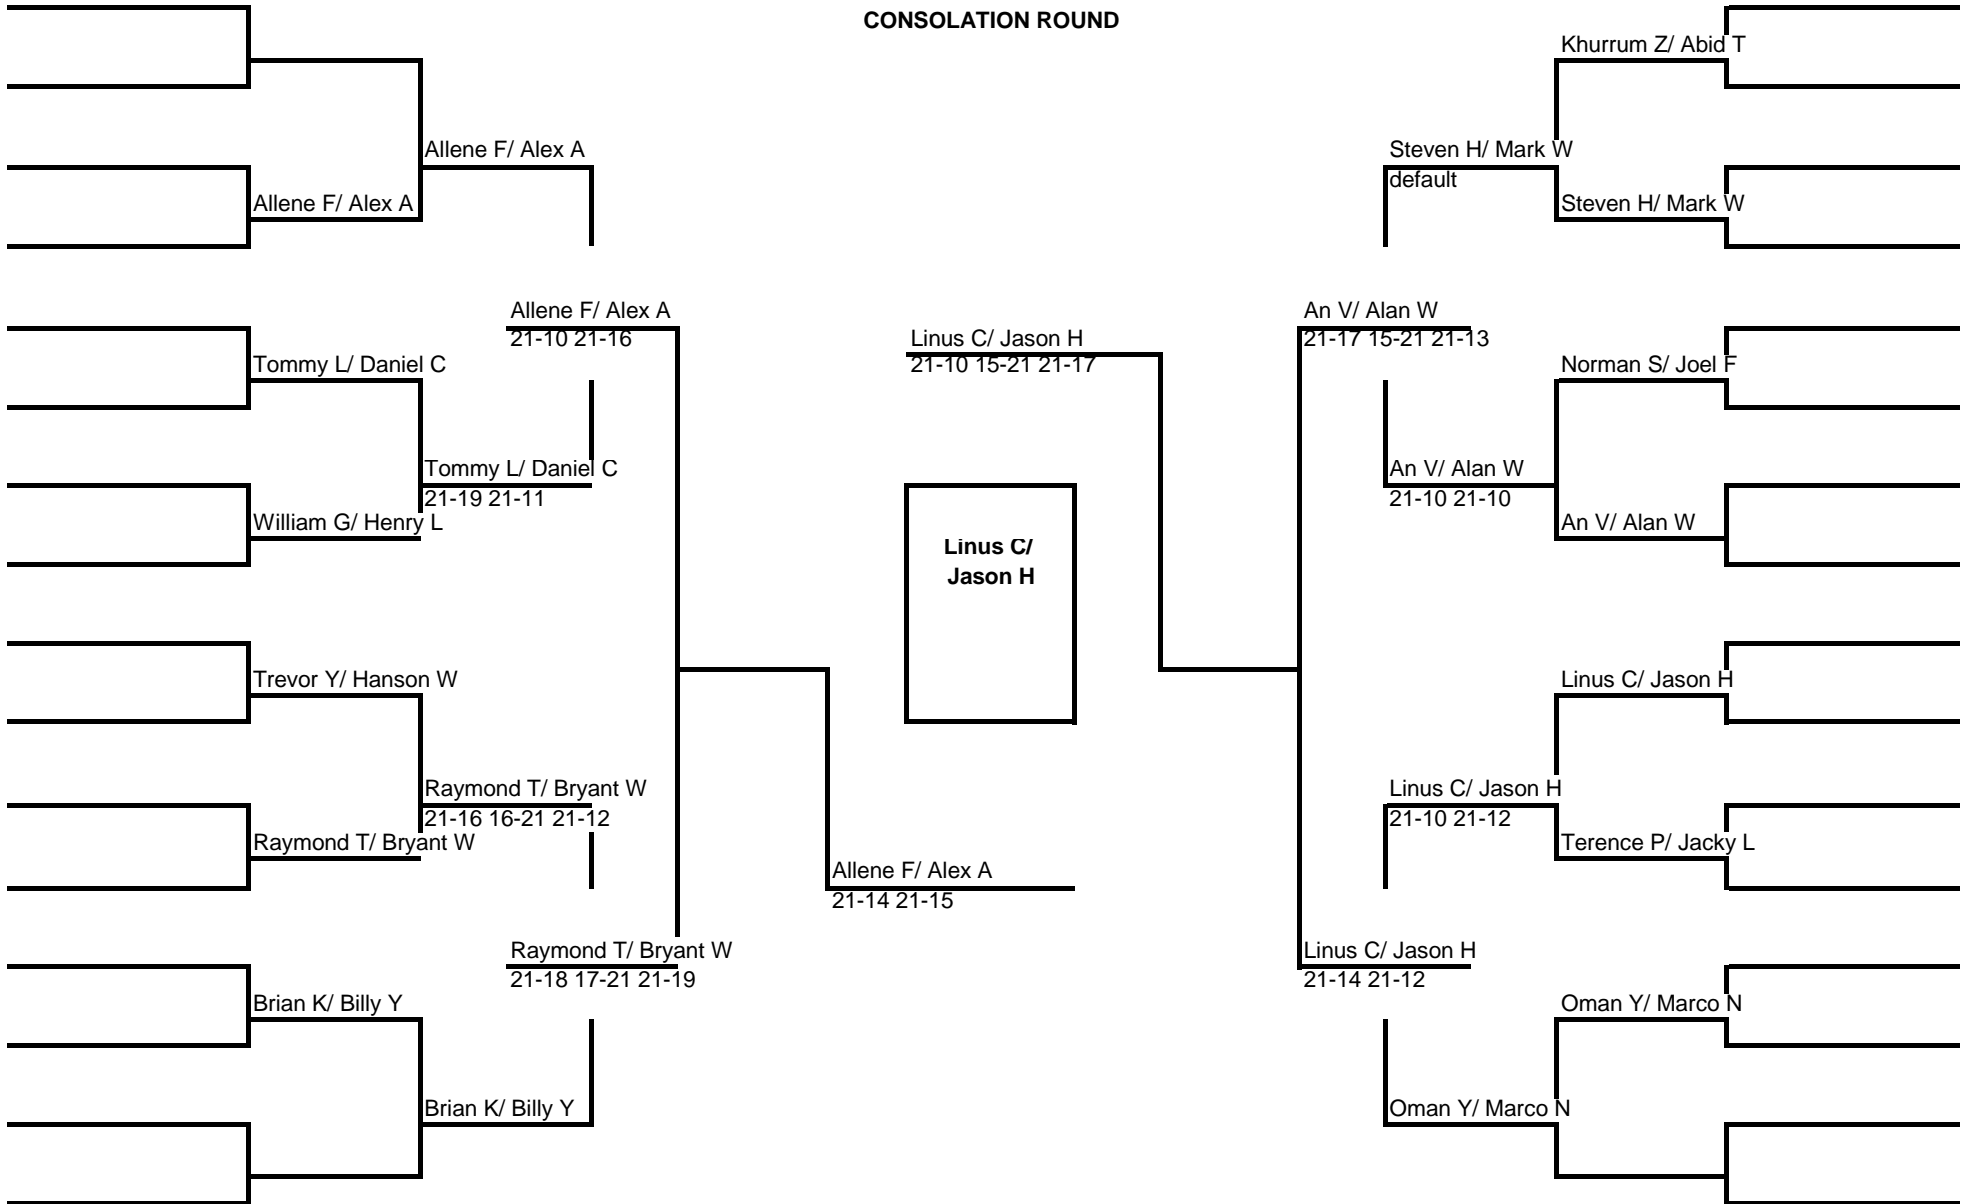 CONSOLATION ROUND
Khurrum Z/ Abid T
Allene F/ Alex A
Steven H/ Mark W
default
Allene F/ Alex A
Steven H/ Mark W
Allene F/ Alex A
21-10 21-16
An V/ Alan W
21-17 15-21 21-13
Linus C/ Jason H
21-10 15-21 21-17
Tommy L/ Daniel C
Norman S/ Joel F
Tommy L/ Daniel C
21-19 21-11
An V/ Alan W
21-10 21-10
William G/ Henry L
An V/ Alan W
Linus C/
Jason H
Trevor Y/ Hanson W
Linus C/ Jason H
Raymond T/ Bryant W
21-16 16-21 21-12
Linus C/ Jason H
21-10 21-12
Raymond T/ Bryant W
Terence P/ Jacky L
Allene F/ Alex A
21-14 21-15
Raymond T/ Bryant W
21-18 17-21 21-19
Linus C/ Jason H
21-14 21-12
Brian K/ Billy Y
Oman Y/ Marco N
Brian K/ Billy Y
Oman Y/ Marco N